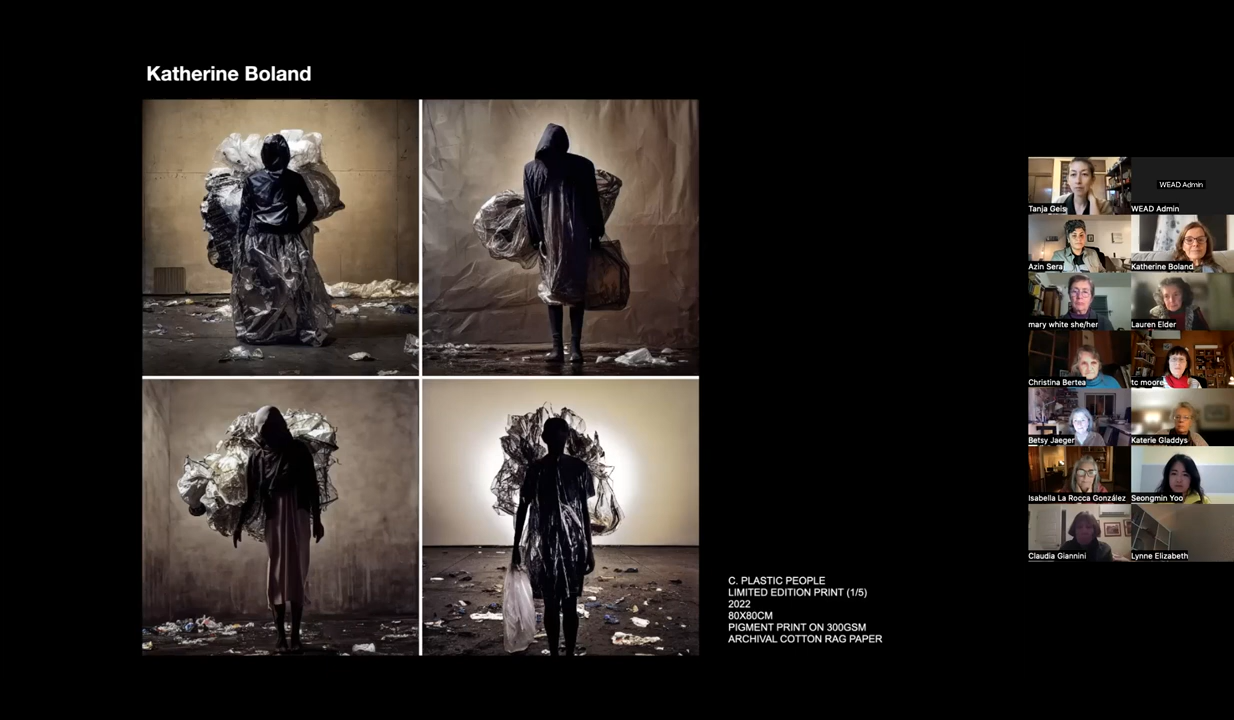 Katherine Boland
C. PLASTIC PEOPLE
LIMITED EDITION PRINT (1/5)
2022
80X80CM
PIGMENT PRINT ON 300GSM
ARCHIVAL COTTON RAG PAPER
Tanja Geis
WEAD Admin
WEAD Admin
Azin Sera
Katherine Boland
mary white she/her
Lauren Elder
Christina Bertea
tc moore
Betsy Jaeger
Katerie Gladdys
Isabella La Rocca González
Seongmin Yoo
Claudia Giannini
Lynne Elizabeth